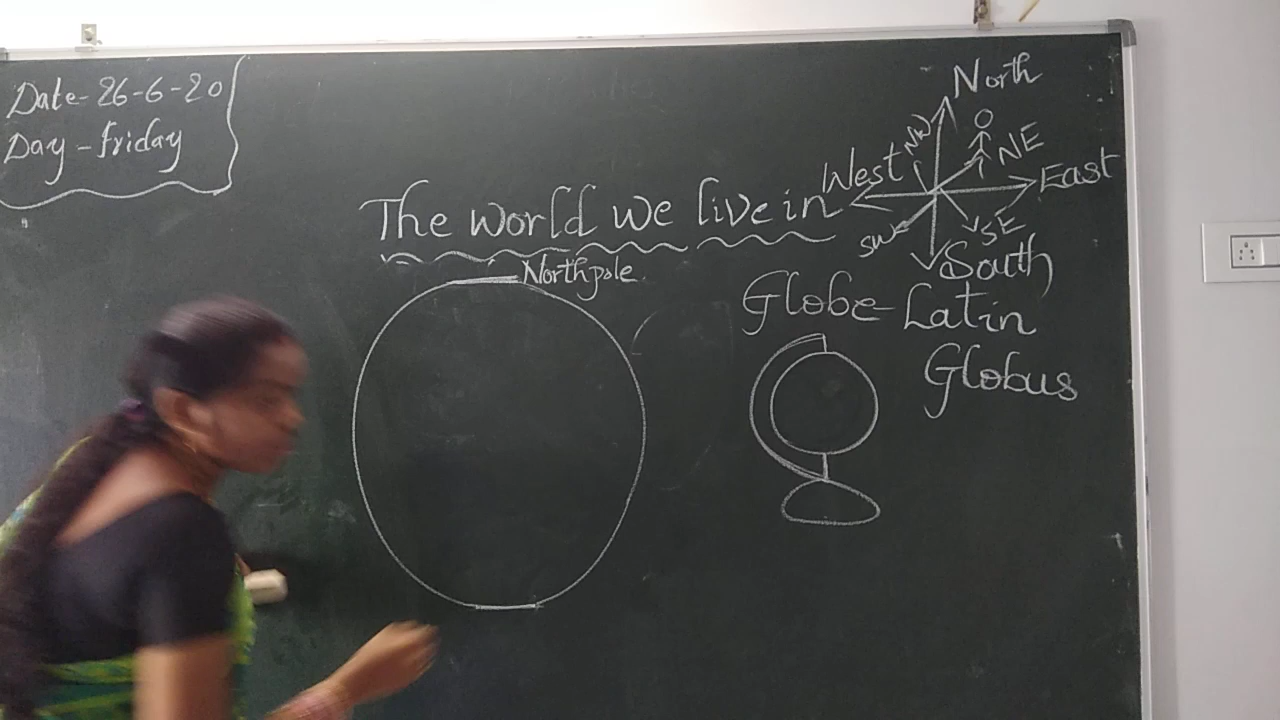 Date- 26-6-20
Day - Friday
The world we live in
North
NW
NE
West
East
SW
SE
South
Northpole
Globe - Latin
Globus